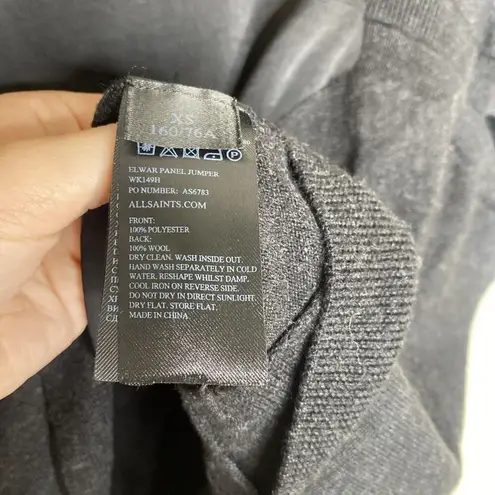 XS
160/76A
ELWAR PANEL JUMPER
WK149H
PO NUMBER: AS6783
ALLSAINTS.COM
FRONT:
100% POLYESTER
BACK:
100% WOOL
DRY CLEAN. WASH INSIDE OUT.
HAND WASH SEPARATELY IN COLD
WATER, RESHAPE WHILST DAMP.
COOL IRON ON REVERSE SIDE.
DO NOT DRY IN DIRECT SUNLIGHT.
DRY FLAT. STORE FLAT.
MADE IN CHINA.